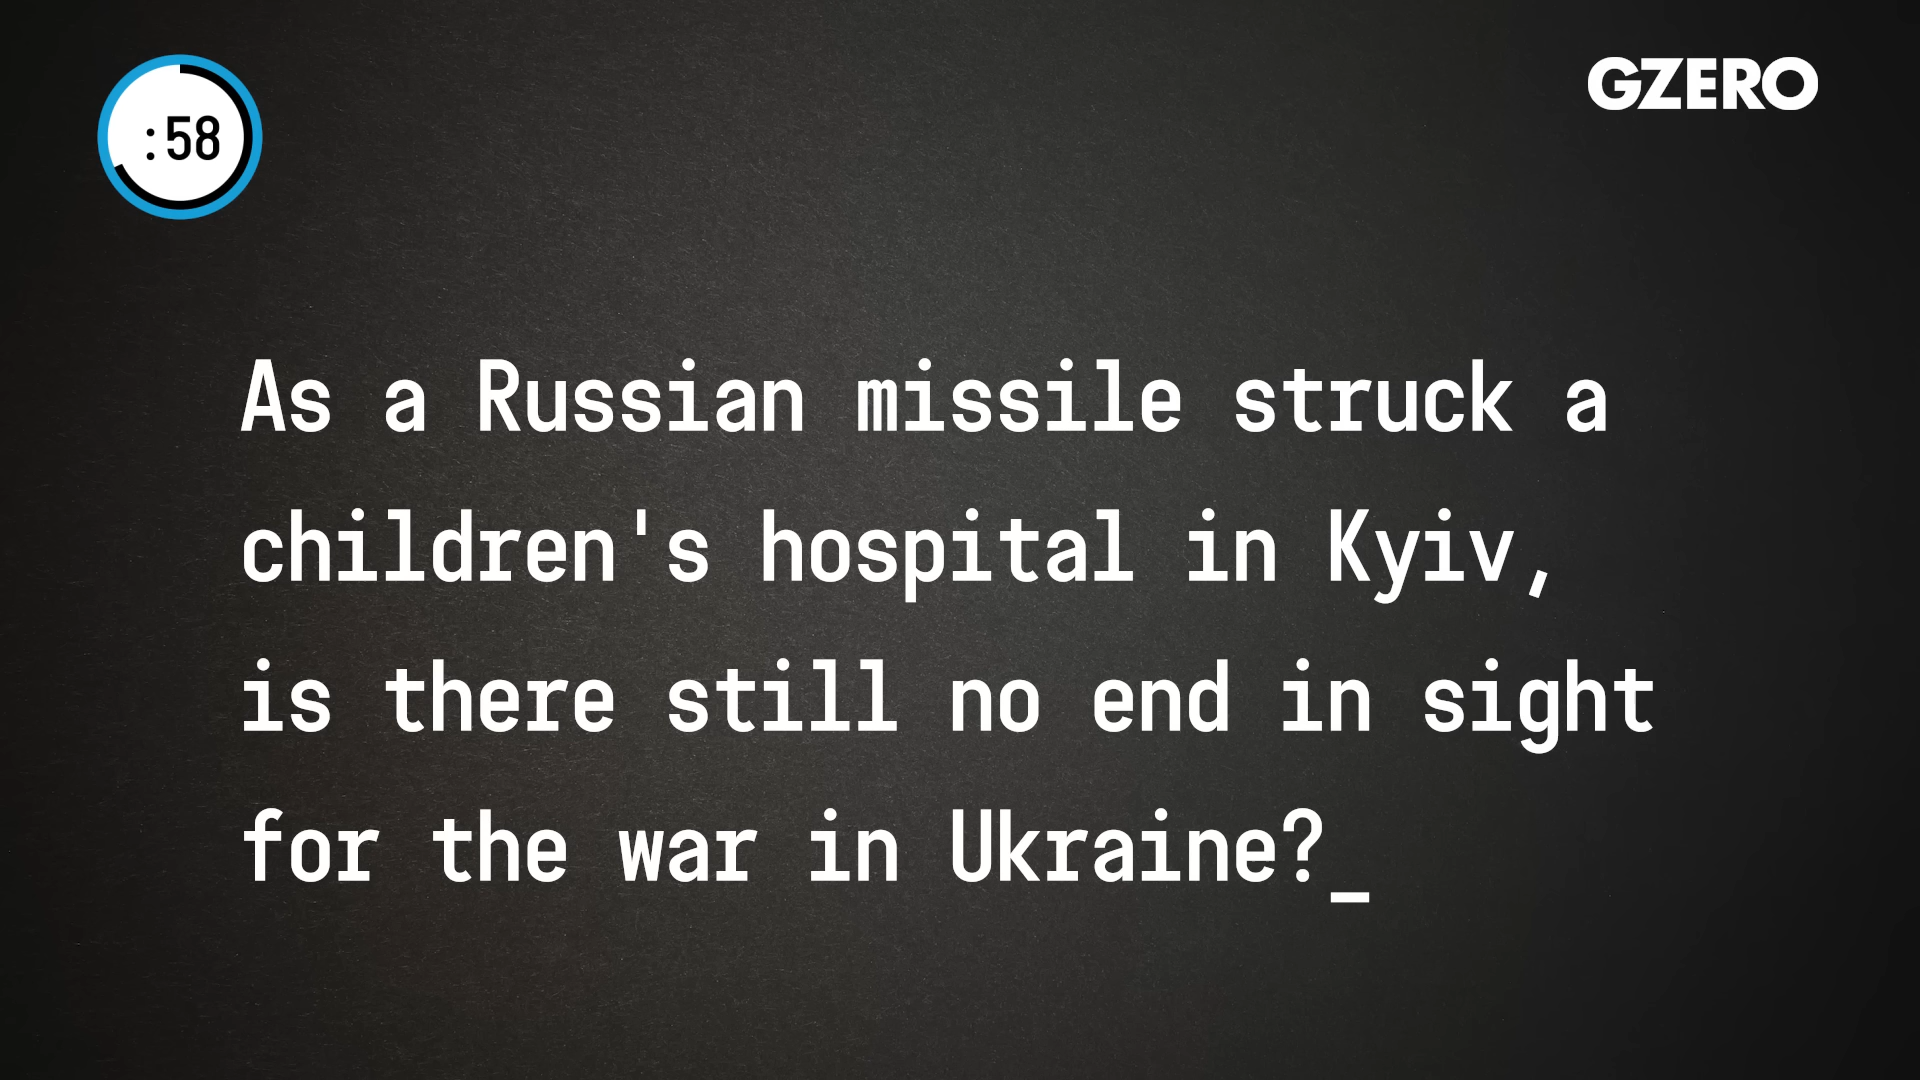 :58
GZERO
As a Russian missile struck a
children's hospital in Kyiv,
is there still no end in sight
for the war in Ukraine?_